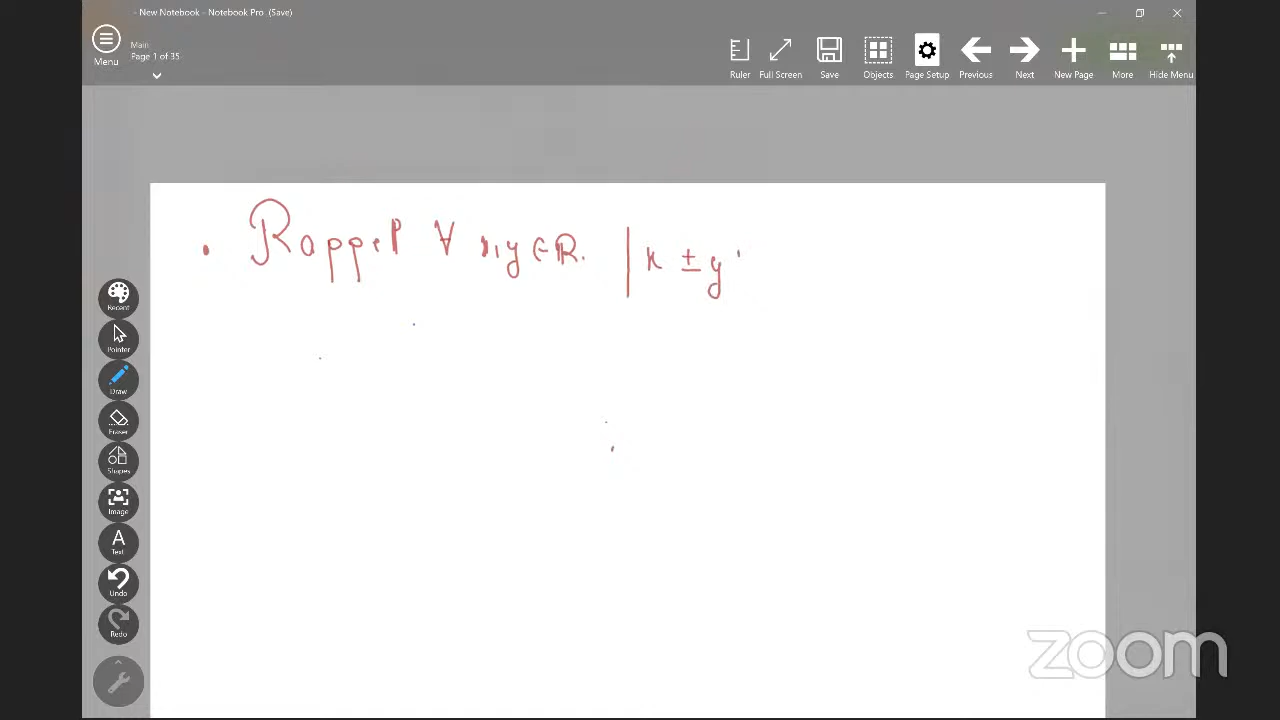 - New Notebook - Notebook Pro (Save)
Menu
Main
Page 1 of 35
Ruler
Full Screen
Save
Objects
Page Setup
Previous
Next
New Page
More
Hide Menu
• Rappel ∀ x,y ∈ ℝ. |x ± y
Recent
Pointer
Draw
Eraser
Shapes
Image
A
Text
Undo
Redo
zoom